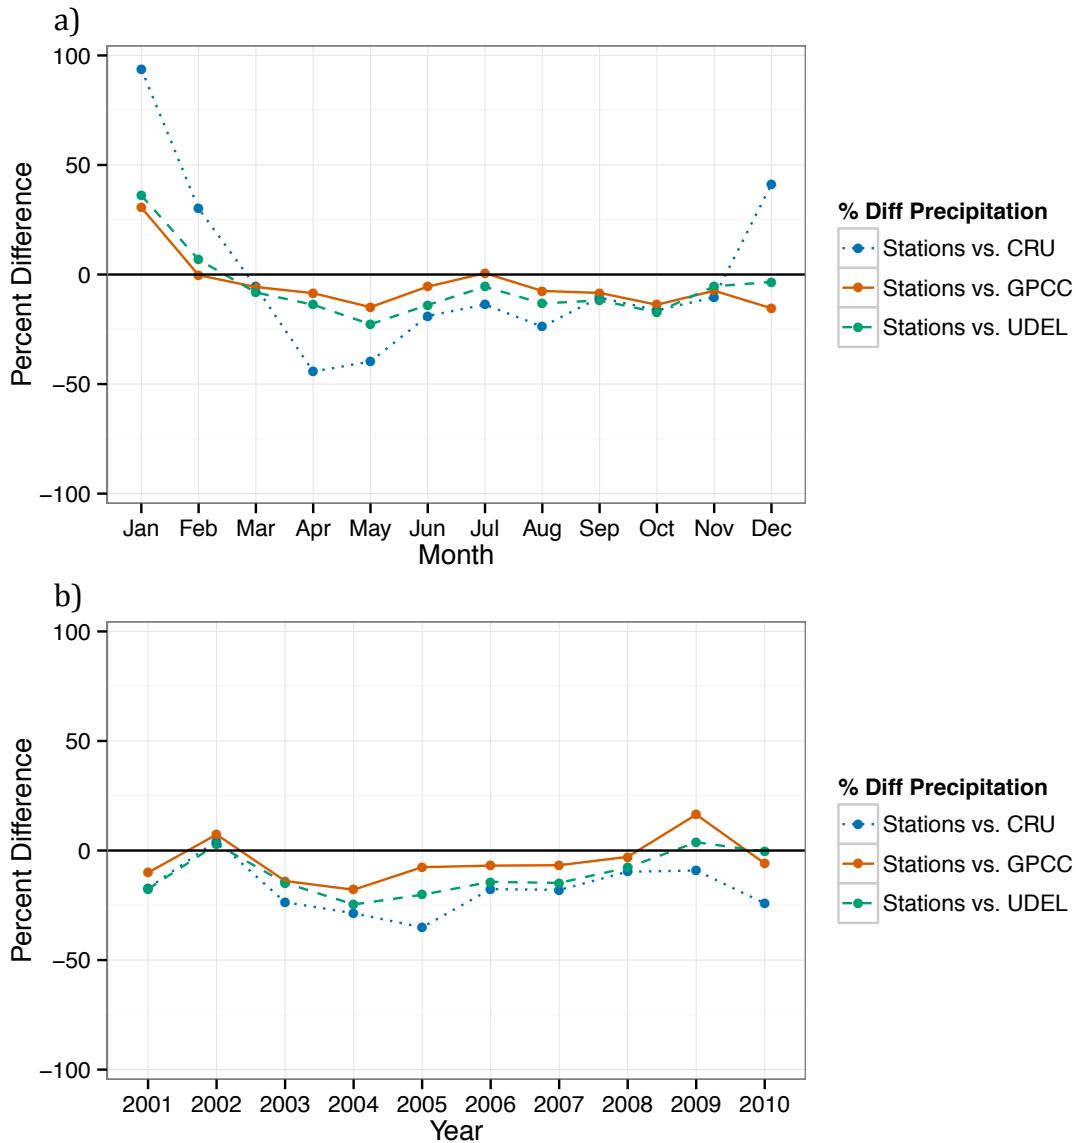 a)
100
50
0
−50
−100
Percent Difference
Jan Feb Mar Apr May Jun Jul Aug Sep Oct Nov Dec
Month
% Diff Precipitation
Stations vs. CRU
Stations vs. GPCC
Stations vs. UDEL
b)
100
50
0
−50
−100
Percent Difference
2001 2002 2003 2004 2005 2006 2007 2008 2009 2010
Year
% Diff Precipitation
Stations vs. CRU
Stations vs. GPCC
Stations vs. UDEL